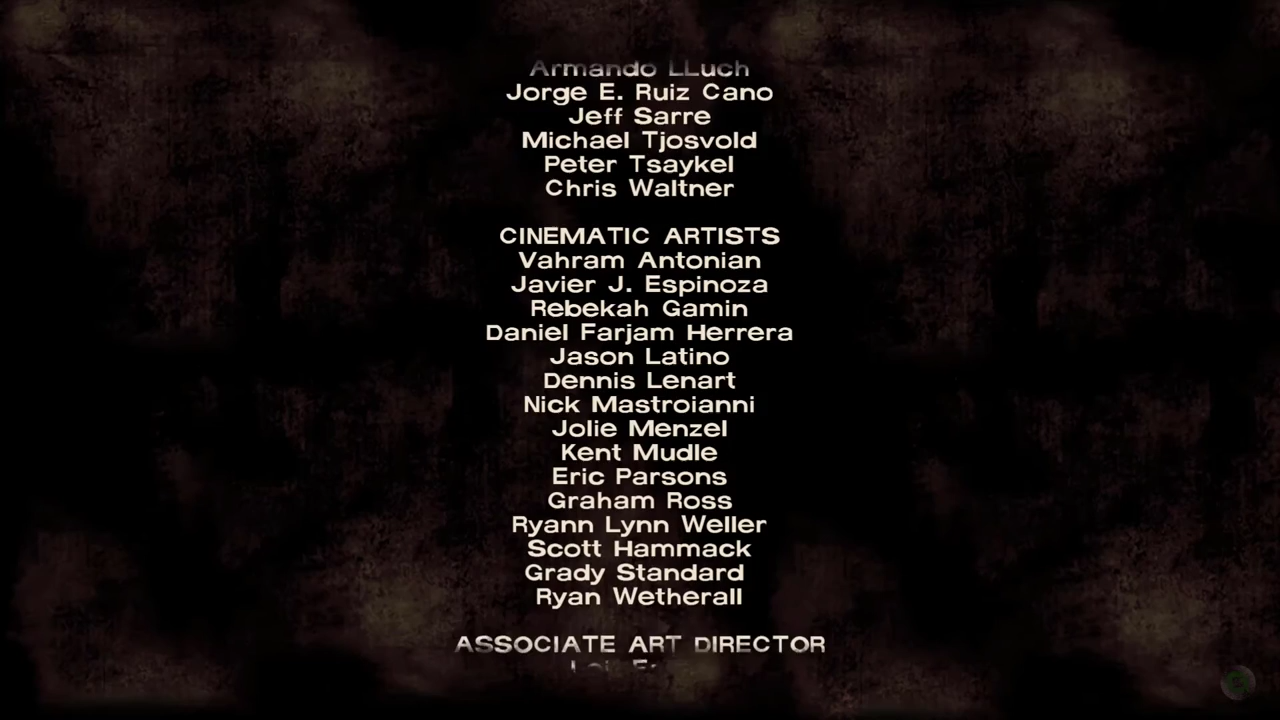 Armando LLuch
Jorge E. Ruiz Cano
Jeff Sarre
Michael Tjosvold
Peter Tsaykel
Chris Waltner
CINEMATIC ARTISTS
Vahram Antonian
Javier J. Espinoza
Rebekah Gamin
Daniel Farjam Herrera
Jason Latino
Dennis Lenart
Nick Mastroianni
Jolie Menzel
Kent Mudle
Eric Parsons
Graham Ross
Ryann Lynn Weller
Scott Hammack
Grady Standard
Ryan Wetherall
ASSOCIATE ART DIRECTOR